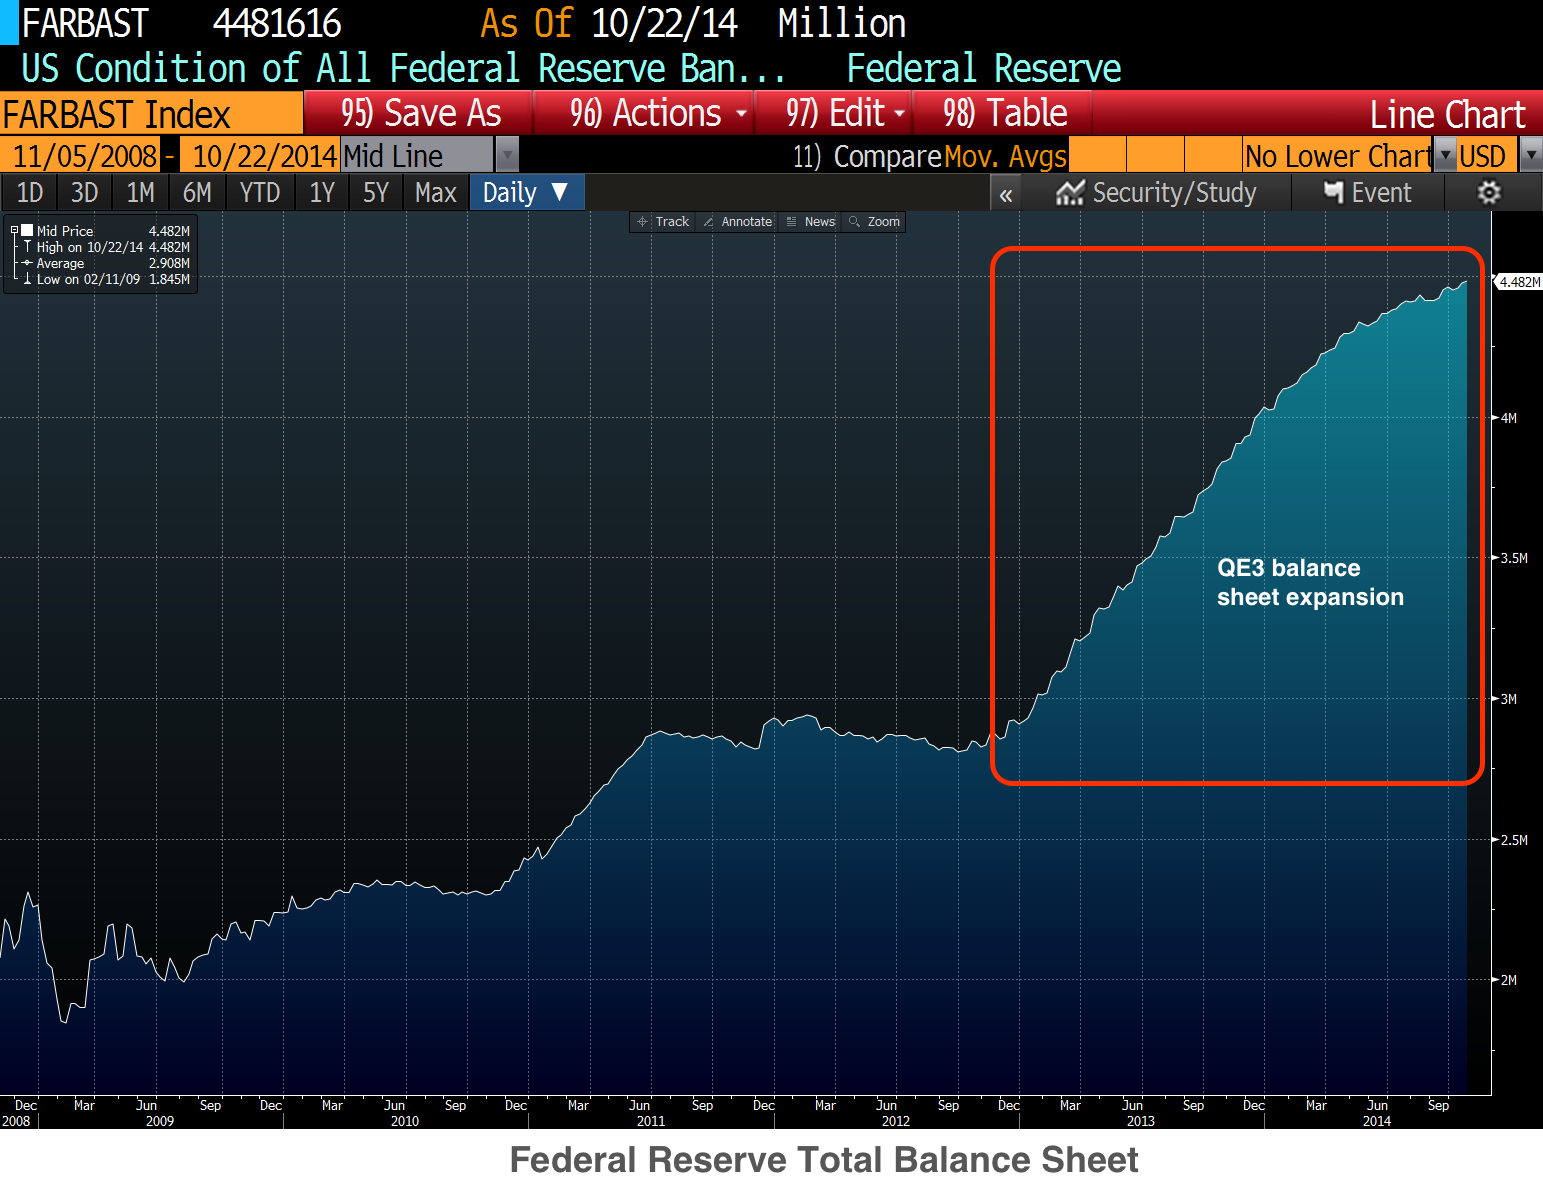 FARBAST 4481616 As Of 10/22/14 Million
US Condition of All Federal Reserve Ban... Federal Reserve
FARBAST Index 95) Save As 96) Actions 97) Edit 98) Table Line Chart
11/05/2008 - 10/22/2014 Mid Line 11) Compare Mov. Avgs No Lower Chart USD
1D 3D 1M 6M YTD 1Y 5Y Max Daily ▼ « Security/Study Event
Track Annotate News Zoom
Mid Price 4.482M
High on 10/22/14 4.482M
Average 2.908M
Low on 02/11/09 1.845M
4.482M
4M
3.5M
QE3 balance
sheet expansion
3M
2.5M
2M
Dec Mar Jun Sep Dec Mar Jun Sep Dec Mar Jun Sep Dec Mar Jun Sep Dec Mar Jun Sep Dec Mar Jun Sep
2008 2009 2010 2011 2012 2013 2014
Federal Reserve Total Balance Sheet